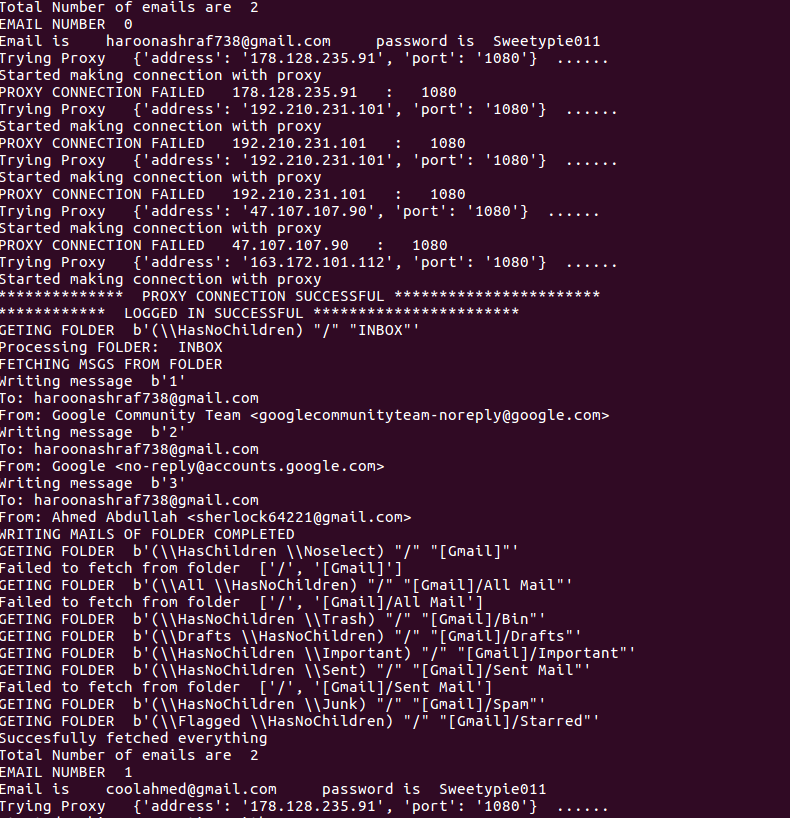 Total Number of emails are  2
EMAIL NUMBER  0
Email is    haroonashraf738@gmail.com     password is  Sweetypie011
Trying Proxy   {'address': '178.128.235.91', 'port': '1080'}  ......
Started making connection with proxy
PROXY CONNECTION FAILED   178.128.235.91   :   1080
Trying Proxy   {'address': '192.210.231.101', 'port': '1080'}  ......
Started making connection with proxy
PROXY CONNECTION FAILED   192.210.231.101   :   1080
Trying Proxy   {'address': '192.210.231.101', 'port': '1080'}  ......
Started making connection with proxy
PROXY CONNECTION FAILED   192.210.231.101   :   1080
Trying Proxy   {'address': '47.107.107.90', 'port': '1080'}  ......
Started making connection with proxy
PROXY CONNECTION FAILED   47.107.107.90   :   1080
Trying Proxy   {'address': '163.172.101.112', 'port': '1080'}  ......
Started making connection with proxy
**************  PROXY CONNECTION SUCCESSFUL ***********************
************  LOGGED IN SUCCESSFUL ***********************
GETING FOLDER  b'(\\HasNoChildren) "/" "INBOX"'
Processing FOLDER:  INBOX
FETCHING MSGS FROM FOLDER
Writing message  b'1'
To: haroonashraf738@gmail.com
From: Google Community Team <googlecommunityteam-noreply@google.com>
Writing message  b'2'
To: haroonashraf738@gmail.com
From: Google <no-reply@accounts.google.com>
Writing message  b'3'
To: haroonashraf738@gmail.com
From: Ahmed Abdullah <sherlock64221@gmail.com>
WRITING MAILS OF FOLDER COMPLETED
GETING FOLDER  b'(\\HasChildren \\Noselect) "/" "[Gmail]"'
Failed to fetch from folder  ['/', '[Gmail]']
GETING FOLDER  b'(\\All \\HasNoChildren) "/" "[Gmail]/All Mail"'
Failed to fetch from folder  ['/', '[Gmail]/All Mail']
GETING FOLDER  b'(\\HasNoChildren \\Trash) "/" "[Gmail]/Bin"'
GETING FOLDER  b'(\\Drafts \\HasNoChildren) "/" "[Gmail]/Drafts"'
GETING FOLDER  b'(\\HasNoChildren \\Important) "/" "[Gmail]/Important"'
GETING FOLDER  b'(\\HasNoChildren \\Sent) "/" "[Gmail]/Sent Mail"'
Failed to fetch from folder  ['/', '[Gmail]/Sent Mail']
GETING FOLDER  b'(\\HasNoChildren \\Junk) "/" "[Gmail]/Spam"'
GETING FOLDER  b'(\\Flagged \\HasNoChildren) "/" "[Gmail]/Starred"'
Succesfully fetched everything
Total Number of emails are  2
EMAIL NUMBER  1
Email is    coolahmed@gmail.com     password is  Sweetypie011
Trying Proxy   {'address': '178.128.235.91', 'port': '1080'}  ......